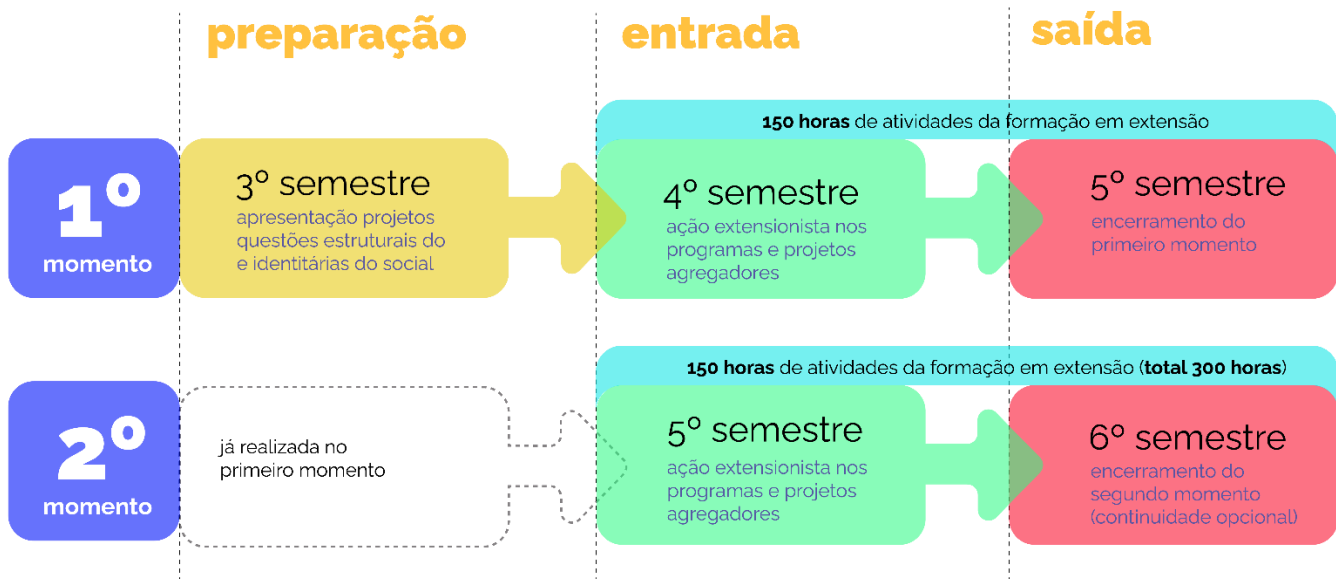 preparação
entrada
saída
150 horas de atividades da formação em extensão
1º
momento
3º semestre
apresentação projetos
questões estruturais do
e identitárias do social
4º semestre
ação extensionista nos
programas e projetos
agregadores
5º semestre
encerramento do
primeiro momento
150 horas de atividades da formação em extensão (total 300 horas)
2º
momento
já realizada no
primeiro momento
5º semestre
ação extensionista nos
programas e projetos
agregadores
6º semestre
encerramento do
segundo momento
(continuidade opcional)